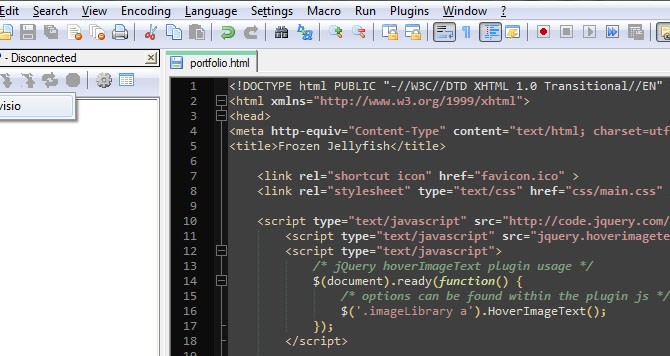 Edit Search View Encoding Language Settings Macro Run Plugins Window ?
- Disconnected
portfolio.html
visio
1 <!DOCTYPE html PUBLIC "-//W3C//DTD XHTML 1.0 Transitional//EN"
2 <html xmlns="http://www.w3.org/1999/xhtml">
3 <head>
4 <meta http-equiv="Content-Type" content="text/html; charset=utf
5 <title>Frozen Jellyfish</title>
6
7 <link rel="shortcut icon" href="favicon.ico" >
8 <link rel="stylesheet" type="text/css" href="css/main.css"
9
10 <script type="text/javascript" src="http://code.jquery.com/
11 <script type="text/javascript" src="jquery.hoverimagete
12 <script type="text/javascript">
13 /* jQuery hoverImageText plugin usage */
14 $(document).ready(function() {
15 /* options can be found within the plugin js */
16 $('.imageLibrary a').HoverImageText();
17 });
18 </script>